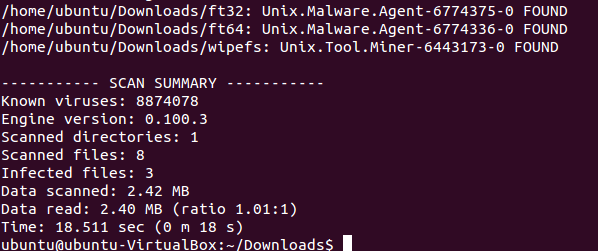 /home/ubuntu/Downloads/ft32: Unix.Malware.Agent-6774375-0 FOUND
/home/ubuntu/Downloads/ft64: Unix.Malware.Agent-6774336-0 FOUND
/home/ubuntu/Downloads/wipefs: Unix.Tool.Miner-6443173-0 FOUND
----------- SCAN SUMMARY -----------
Known viruses: 8874078
Engine version: 0.100.3
Scanned directories: 1
Scanned files: 8
Infected files: 3
Data scanned: 2.42 MB
Data read: 2.40 MB (ratio 1.01:1)
Time: 18.511 sec (0 m 18 s)
ubuntu@ubuntu-VirtualBox:~/Downloads$